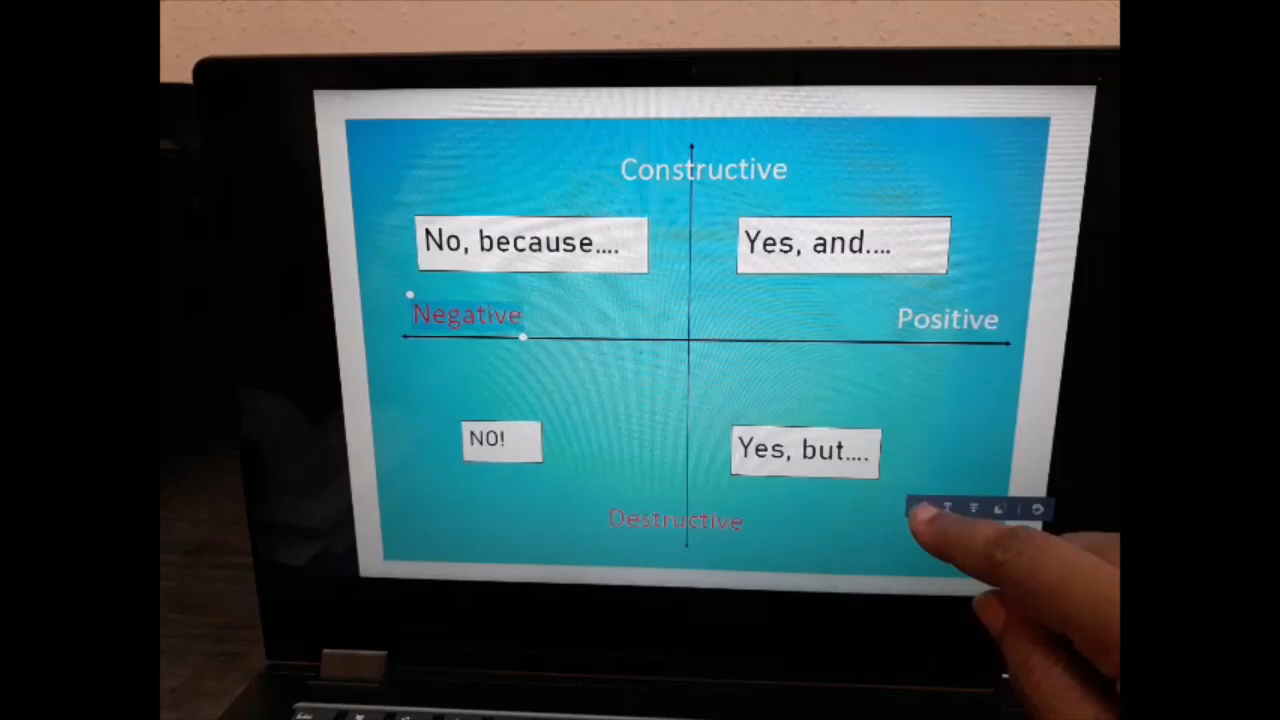 Constructive
No, because....
Yes, and....
Negative
Positive
NO!
Yes, but....
Destructive